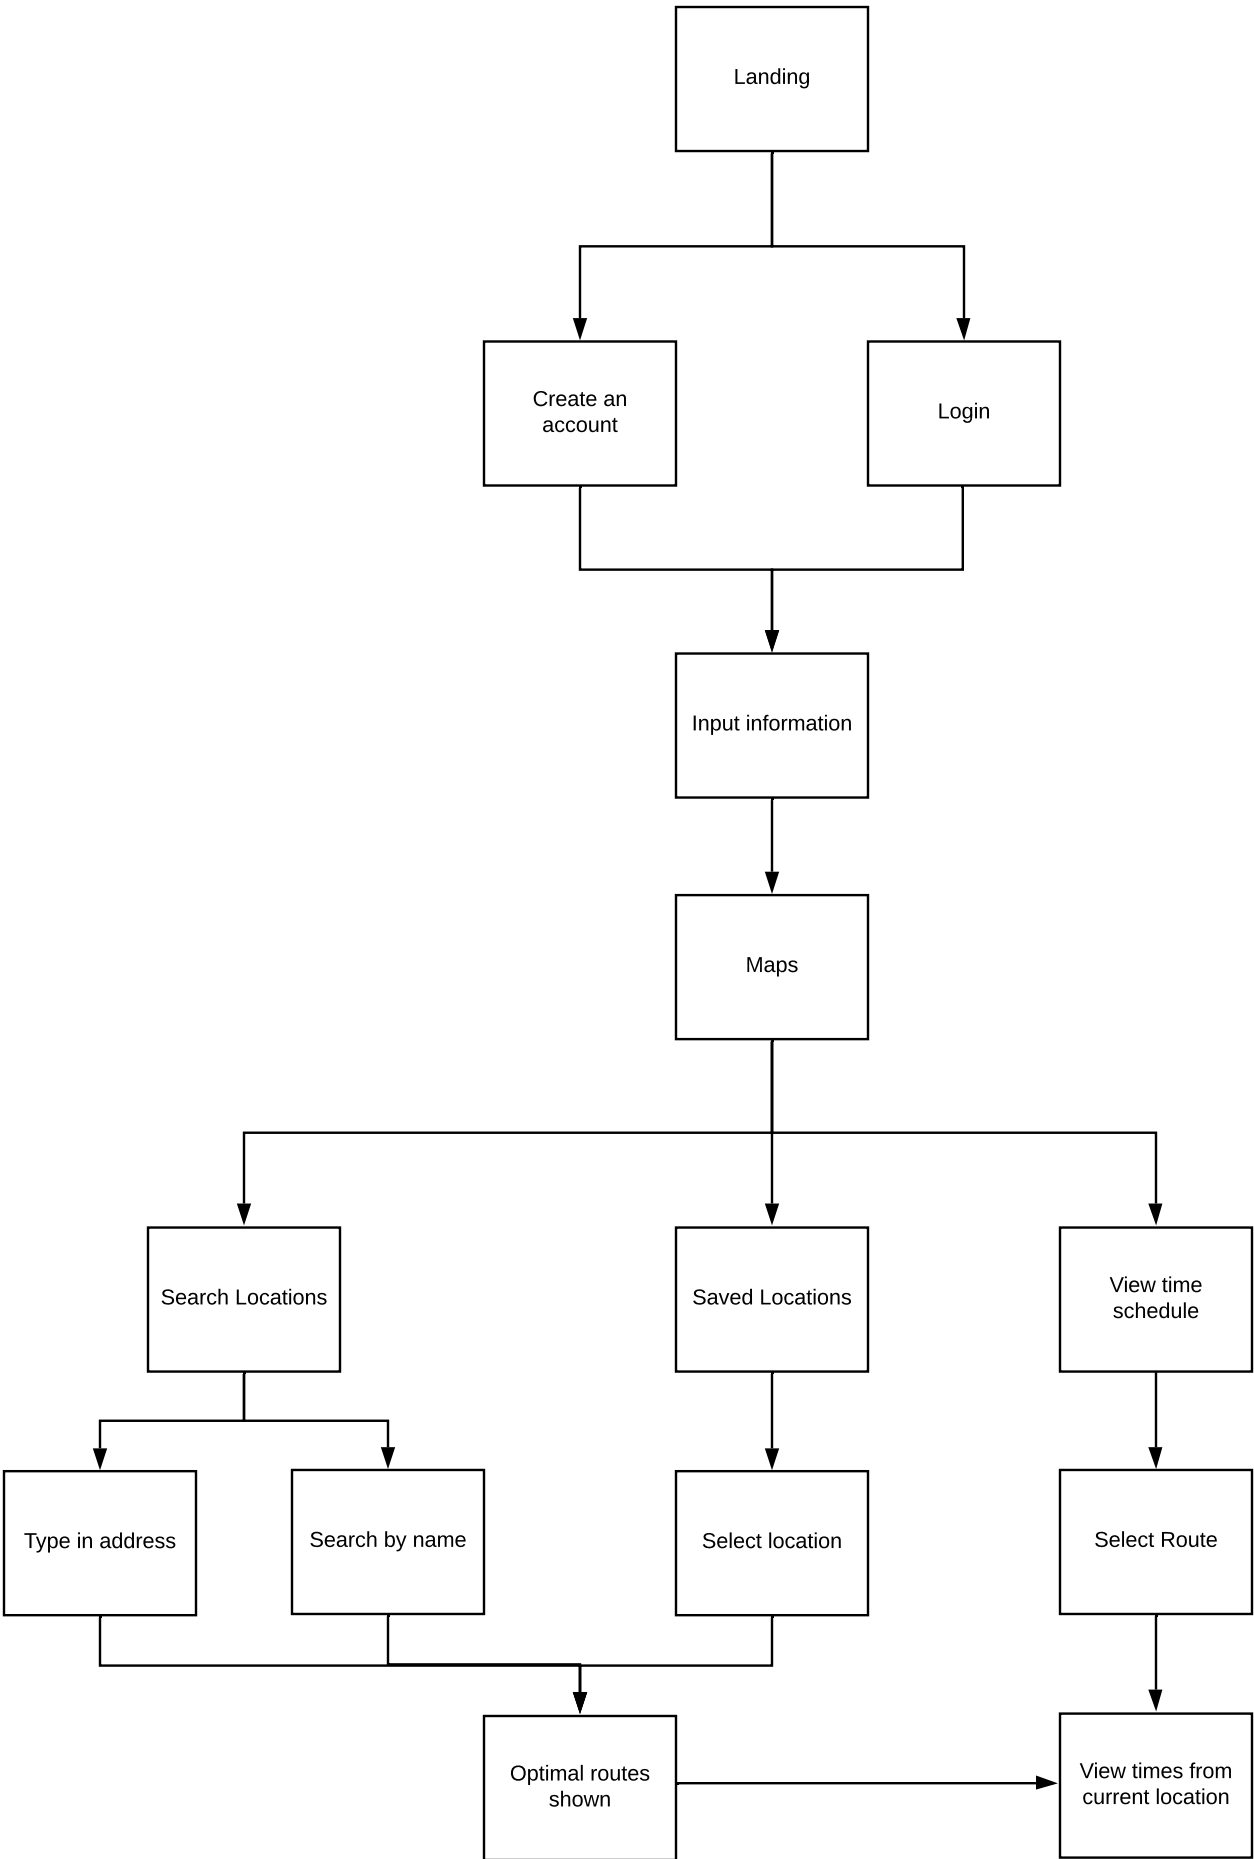 Landing
Create an
account
Login
Input information
Maps
Search Locations
Saved Locations
View time
schedule
Type in address
Search by name
Select location
Select Route
Optimal routes
shown
View times from
current location